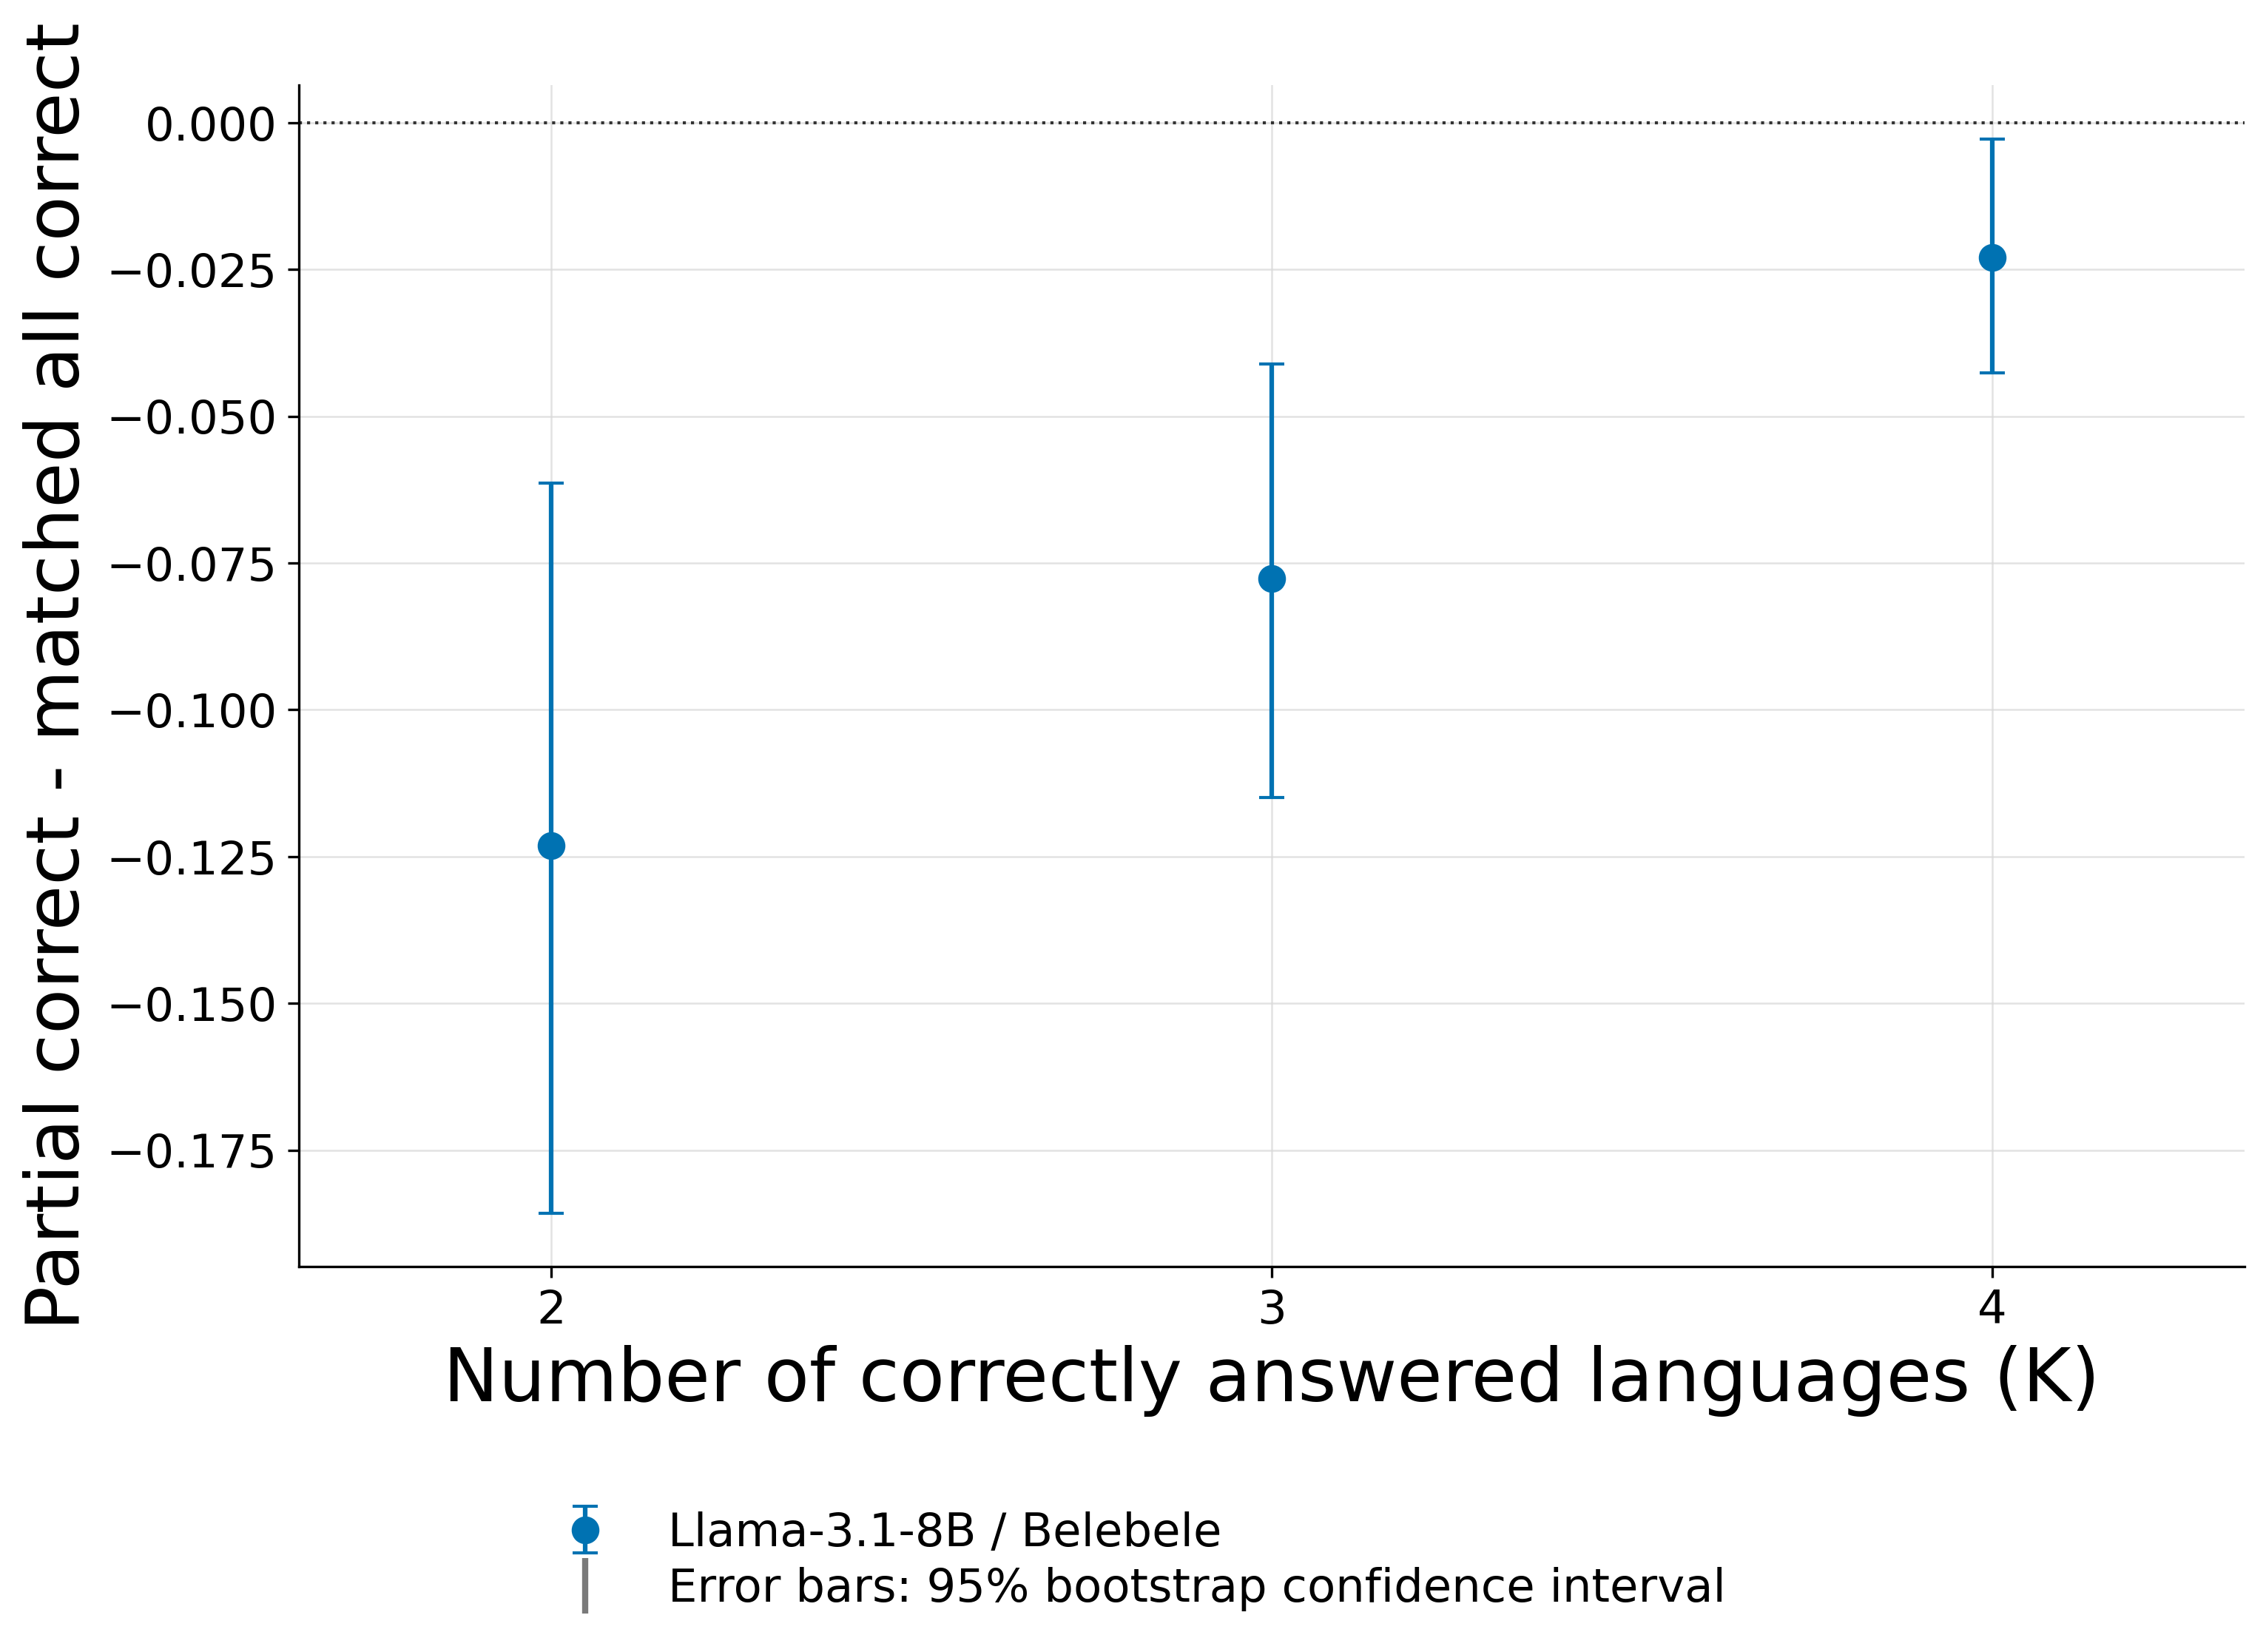 Partial correct - matched all correct
0.000
−0.025
−0.050
−0.075
−0.100
−0.125
−0.150
−0.175
2 3 4
Number of correctly answered languages (K)
Llama-3.1-8B / Belebele
Error bars: 95% bootstrap confidence interval